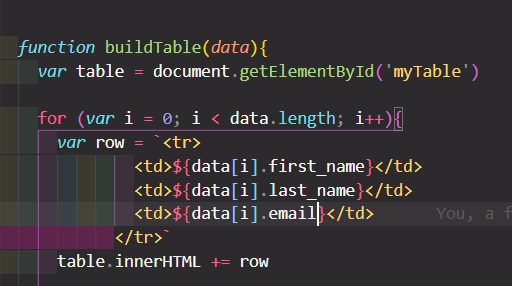 function buildTable(data){
var table = document.getElementById('myTable')
for (var i = 0; i < data.length; i++){
var row = `<tr>
<td>${data[i].first_name}</td>
<td>${data[i].last_name}</td>
<td>${data[i].email}</td> You, a f
</tr>`
table.innerHTML += row